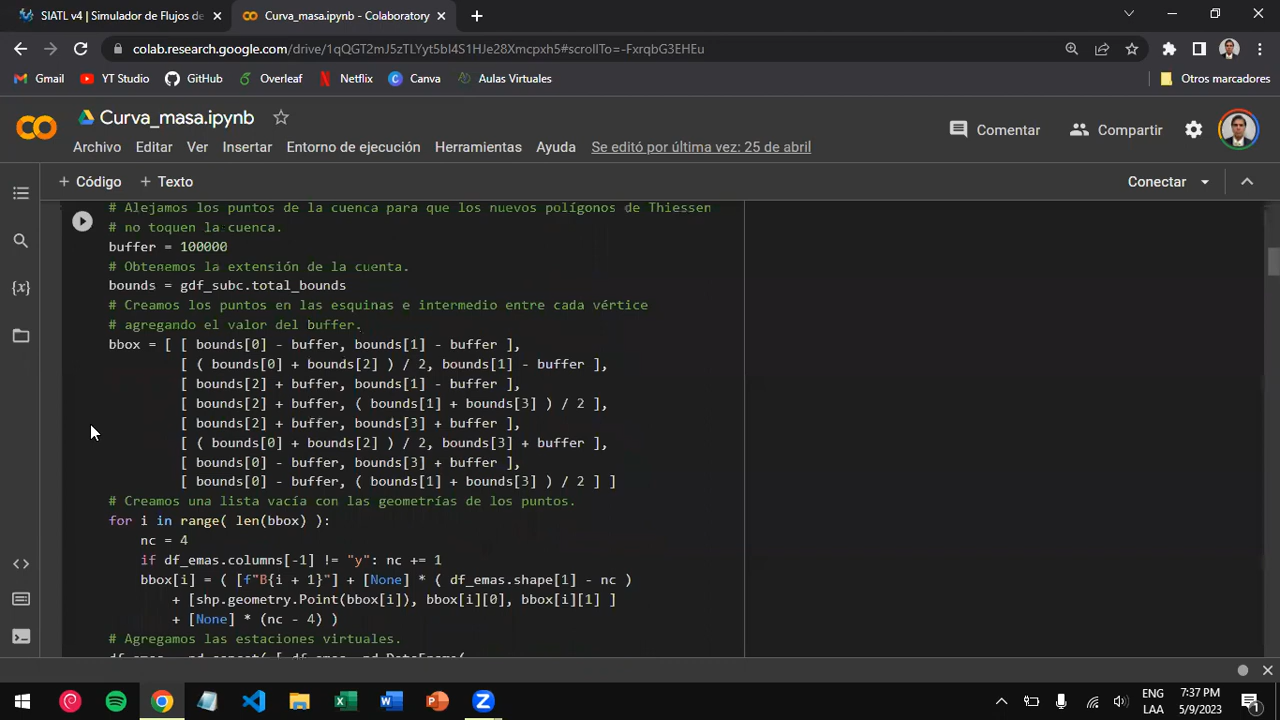 SIATL v4 | Simulador de Flujos de
Curva_masa.ipynb - Colaboratory
colab.research.google.com/drive/1qQGT2mJ5zTLYyt5bl4S1HJe28Xmcpxh5#scrollTo=-FxrqbG3EHEu
Gmail YT Studio GitHub Overleaf Netflix Canva Aulas Virtuales Otros marcadores
Curva_masa.ipynb
Comentar Compartir
Archivo Editar Ver Insertar Entorno de ejecución Herramientas Ayuda Se editó por última vez: 25 de abril
+ Código + Texto Conectar
# Alejamos los puntos de la cuenca para que los nuevos polígonos de Thiessen
# no toquen la cuenca.
buffer = 100000
# Obtenemos la extensión de la cuenta.
bounds = gdf_subc.total_bounds
# Creamos los puntos en las esquinas e intermedio entre cada vértice
# agregando el valor del buffer.
bbox = [ [ bounds[0] - buffer, bounds[1] - buffer ],
[ ( bounds[0] + bounds[2] ) / 2, bounds[1] - buffer ],
[ bounds[2] + buffer, bounds[1] - buffer ],
[ bounds[2] + buffer, ( bounds[1] + bounds[3] ) / 2 ],
[ bounds[2] + buffer, bounds[3] + buffer ],
[ ( bounds[0] + bounds[2] ) / 2, bounds[3] + buffer ],
[ bounds[0] - buffer, bounds[3] + buffer ],
[ bounds[0] - buffer, ( bounds[1] + bounds[3] ) / 2 ] ]
# Creamos una lista vacía con las geometrías de los puntos.
for i in range( len(bbox) ):
nc = 4
if df_emas.columns[-1] != "y": nc += 1
bbox[i] = ( [f"B{i + 1}"] + [None] * ( df_emas.shape[1] - nc )
+ [shp.geometry.Point(bbox[i]), bbox[i][0], bbox[i][1] ]
+ [None] * (nc - 4) )
# Agregamos las estaciones virtuales.
df_emas = pd.concat( [ df_emas, pd.DataFrame(
ENG 7:37 PM
LAA 5/9/2023